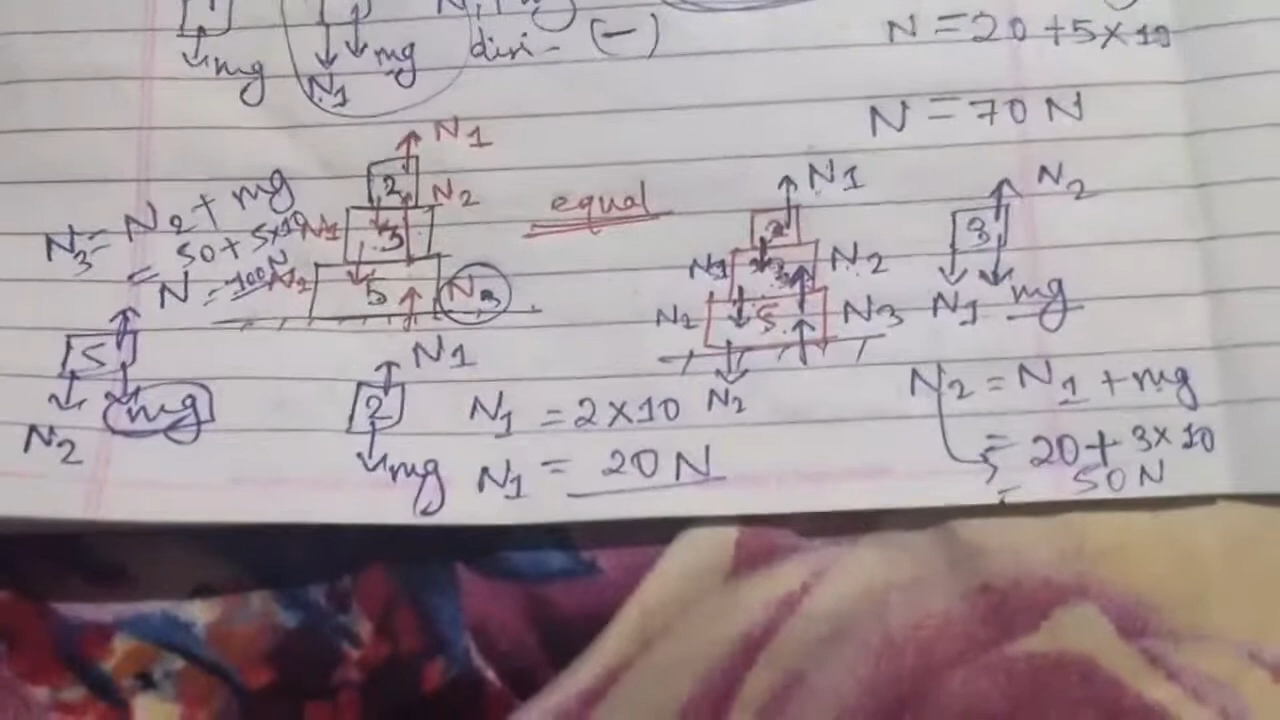 mg
N1
mg
diri- (-)
N = 20 + 5 × 10
N = 70 N
N1
2
N2
N1
3
N2
5
N3
equal
N3 = N2 + mg
= 50 + 5×10
N = 100 N
5
N2
mg
N1
2
mg
N1 = 2 × 10
N1 = 20 N
N1
N1
N2
N2
5
N3
N2
N2
3
N1 mg
N2 = N1 + mg
= 20 + 3 × 10
= 50 N